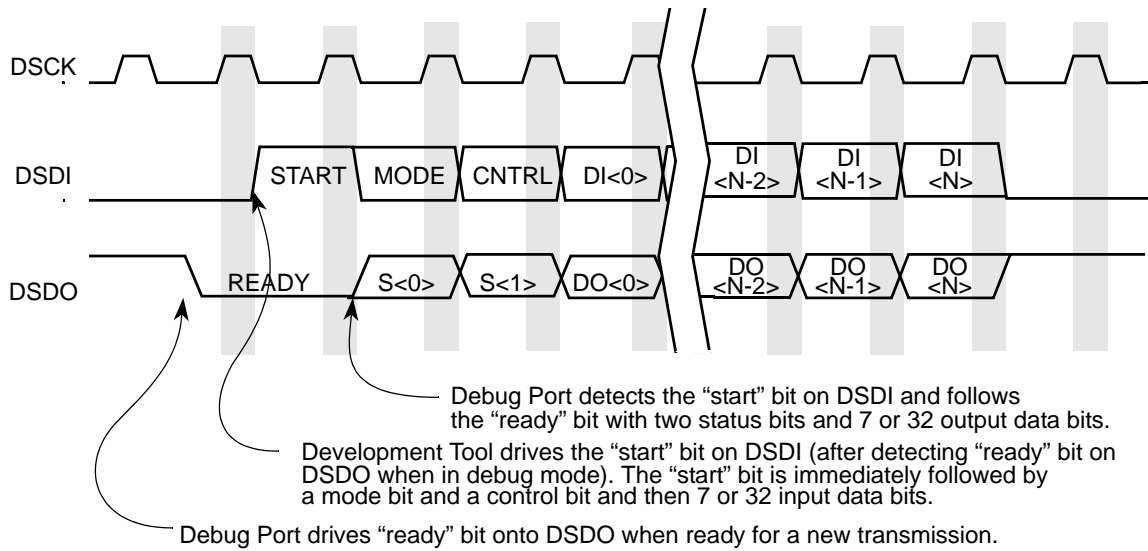 DSCK
DSDI
START
MODE
CNTRL
DI<0>
DI
<N-2>
DI
<N-1>
DI
<N>
DSDO
READY
S<0>
S<1>
DO<0>
DO
<N-2>
DO
<N-1>
DO
<N>
Debug Port detects the “start” bit on DSDI and follows
the “ready” bit with two status bits and 7 or 32 output data bits.
Development Tool drives the “start” bit on DSDI (after detecting “ready” bit on
DSDO when in debug mode). The “start” bit is immediately followed by
a mode bit and a control bit and then 7 or 32 input data bits.
Debug Port drives “ready” bit onto DSDO when ready for a new transmission.